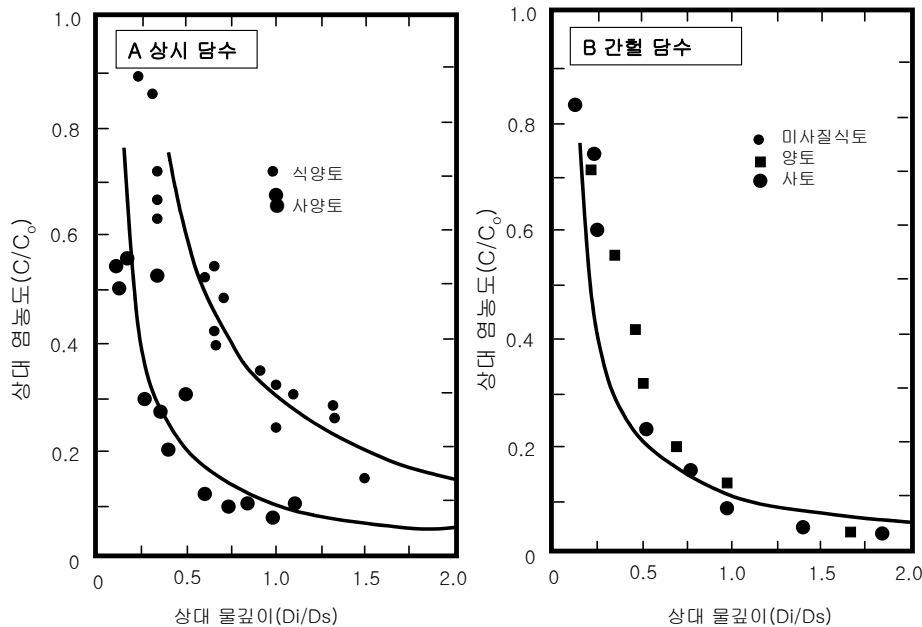 A 상시 담수
1.0
0.8
0.6
0.4
0.2
0
식양토
사양토
상대 염농도(C/Co)
0
0.5
1.0
1.5
2.0
상대 물깊이(Di/Ds)
B 간헐 담수
1.0
0.8
0.6
0.4
0.2
0
미사질식토
양토
사토
상대 염농도(C/Co)
0
0.5
1.0
1.5
2.0
상대 물깊이(Di/Ds)